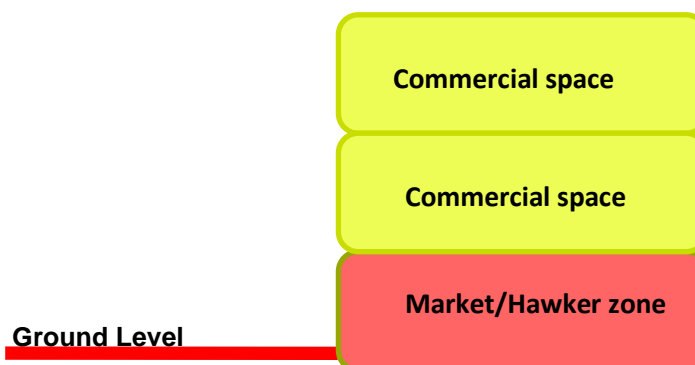 Commercial space
Commercial space
Market/Hawker zone
Ground Level